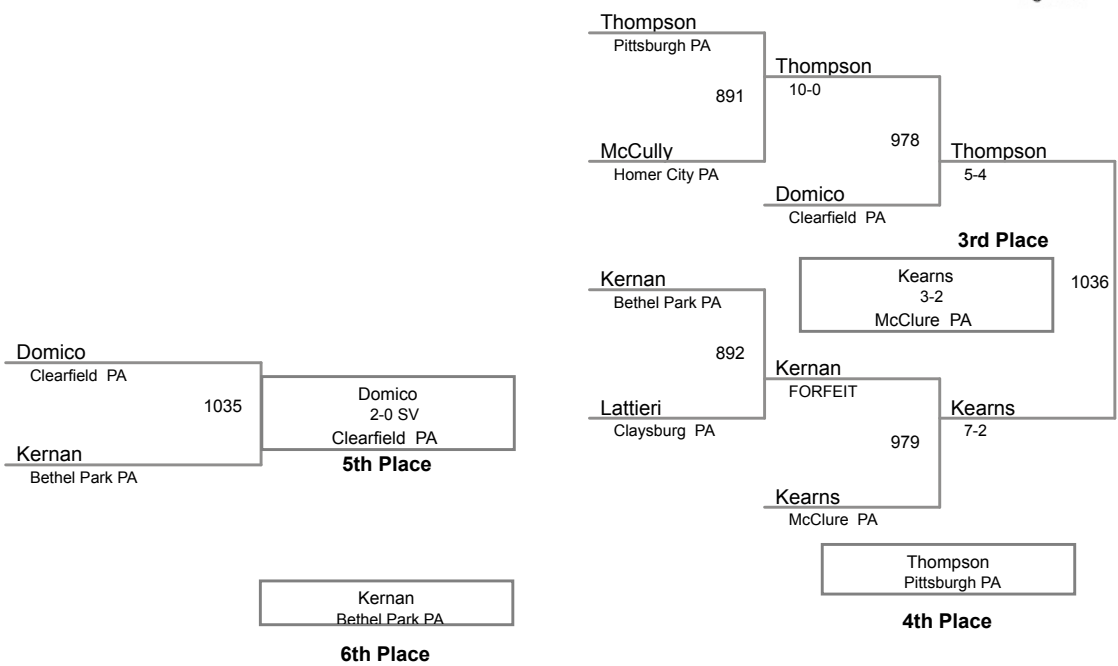 Thompson
Pittsburgh PA
891
Thompson
10-0
McCully
Homer City PA
978
Thompson
5-4
Domico
Clearfield PA
3rd Place
Kearns
3-2
McClure PA
1036
Kernan
Bethel Park PA
892
Kernan
FORFEIT
Lattieri
Claysburg PA
979
Kearns
7-2
Kearns
McClure PA
Thompson
Pittsburgh PA
4th Place
Domico
Clearfield PA
1035
Domico
2-0 SV
Clearfield PA
5th Place
Kernan
Bethel Park PA
Kernan
Bethel Park PA
6th Place